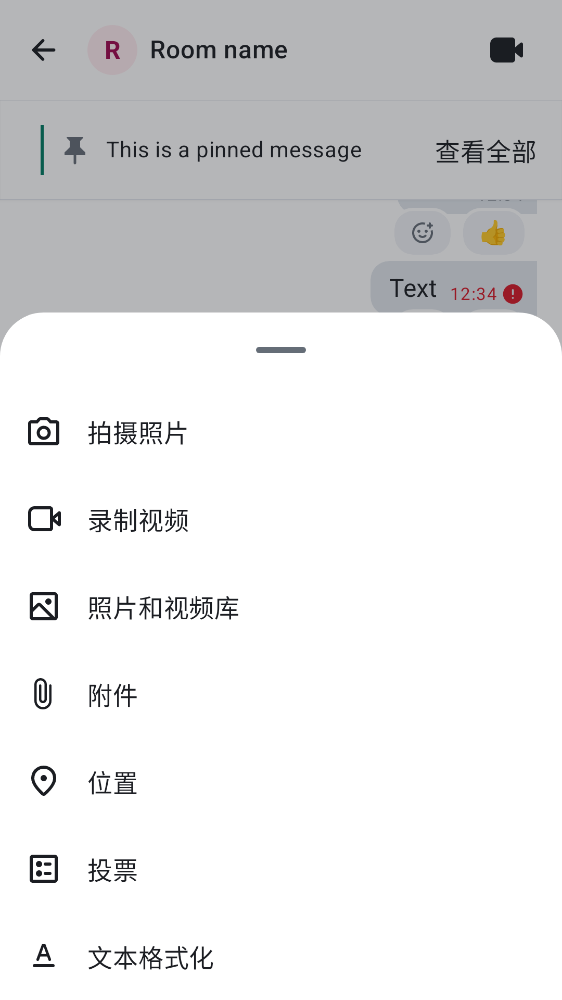 R Room name
This is a pinned message 查看全部
Text 12:34
拍摄照片
录制视频
照片和视频库
附件
位置
投票
文本格式化